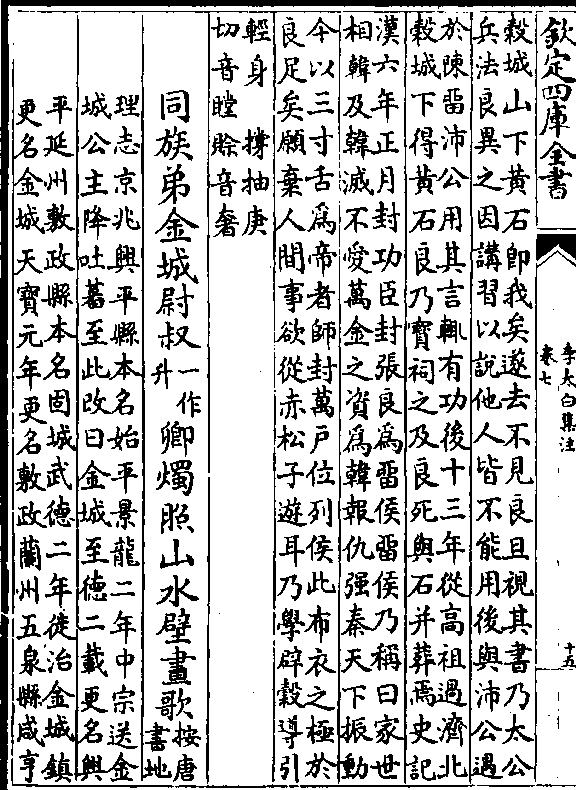 欽定四庫全書
李太白集注
卷七
十五
榖城山下黃石即我矣遂去不見良旦視其書乃太公
兵法良異之因講習以說他人皆不能用後與沛公遇
於陳畱沛公用其言輒有功後十三年從高祖過濟北
榖城下得黃石良乃寶祠之及良死與石并葬焉史記
漢六年正月封功臣封張良爲畱侯畱侯乃稱曰家世
相韓及韓滅不愛萬金之資爲韓報仇强秦天下振動
今以三寸舌爲帝者師封萬戶位列侯此布衣之極於
良足矣願棄人間事欲從赤松子遊耳乃學辟穀導引
輕身 撐抽庚
切音瞠賒音奢
同族弟金城尉叔一作升卿燭照山水壁畫歌按唐書地
理志京兆興平縣本名始平景龍二年中宗送金
城公主降吐蕃至此改曰金城至德二載更名興
平延州敷政縣本名固城武德二年徙治金城鎮
更名金城天寶元年更名敷政蘭州五泉縣咸亨